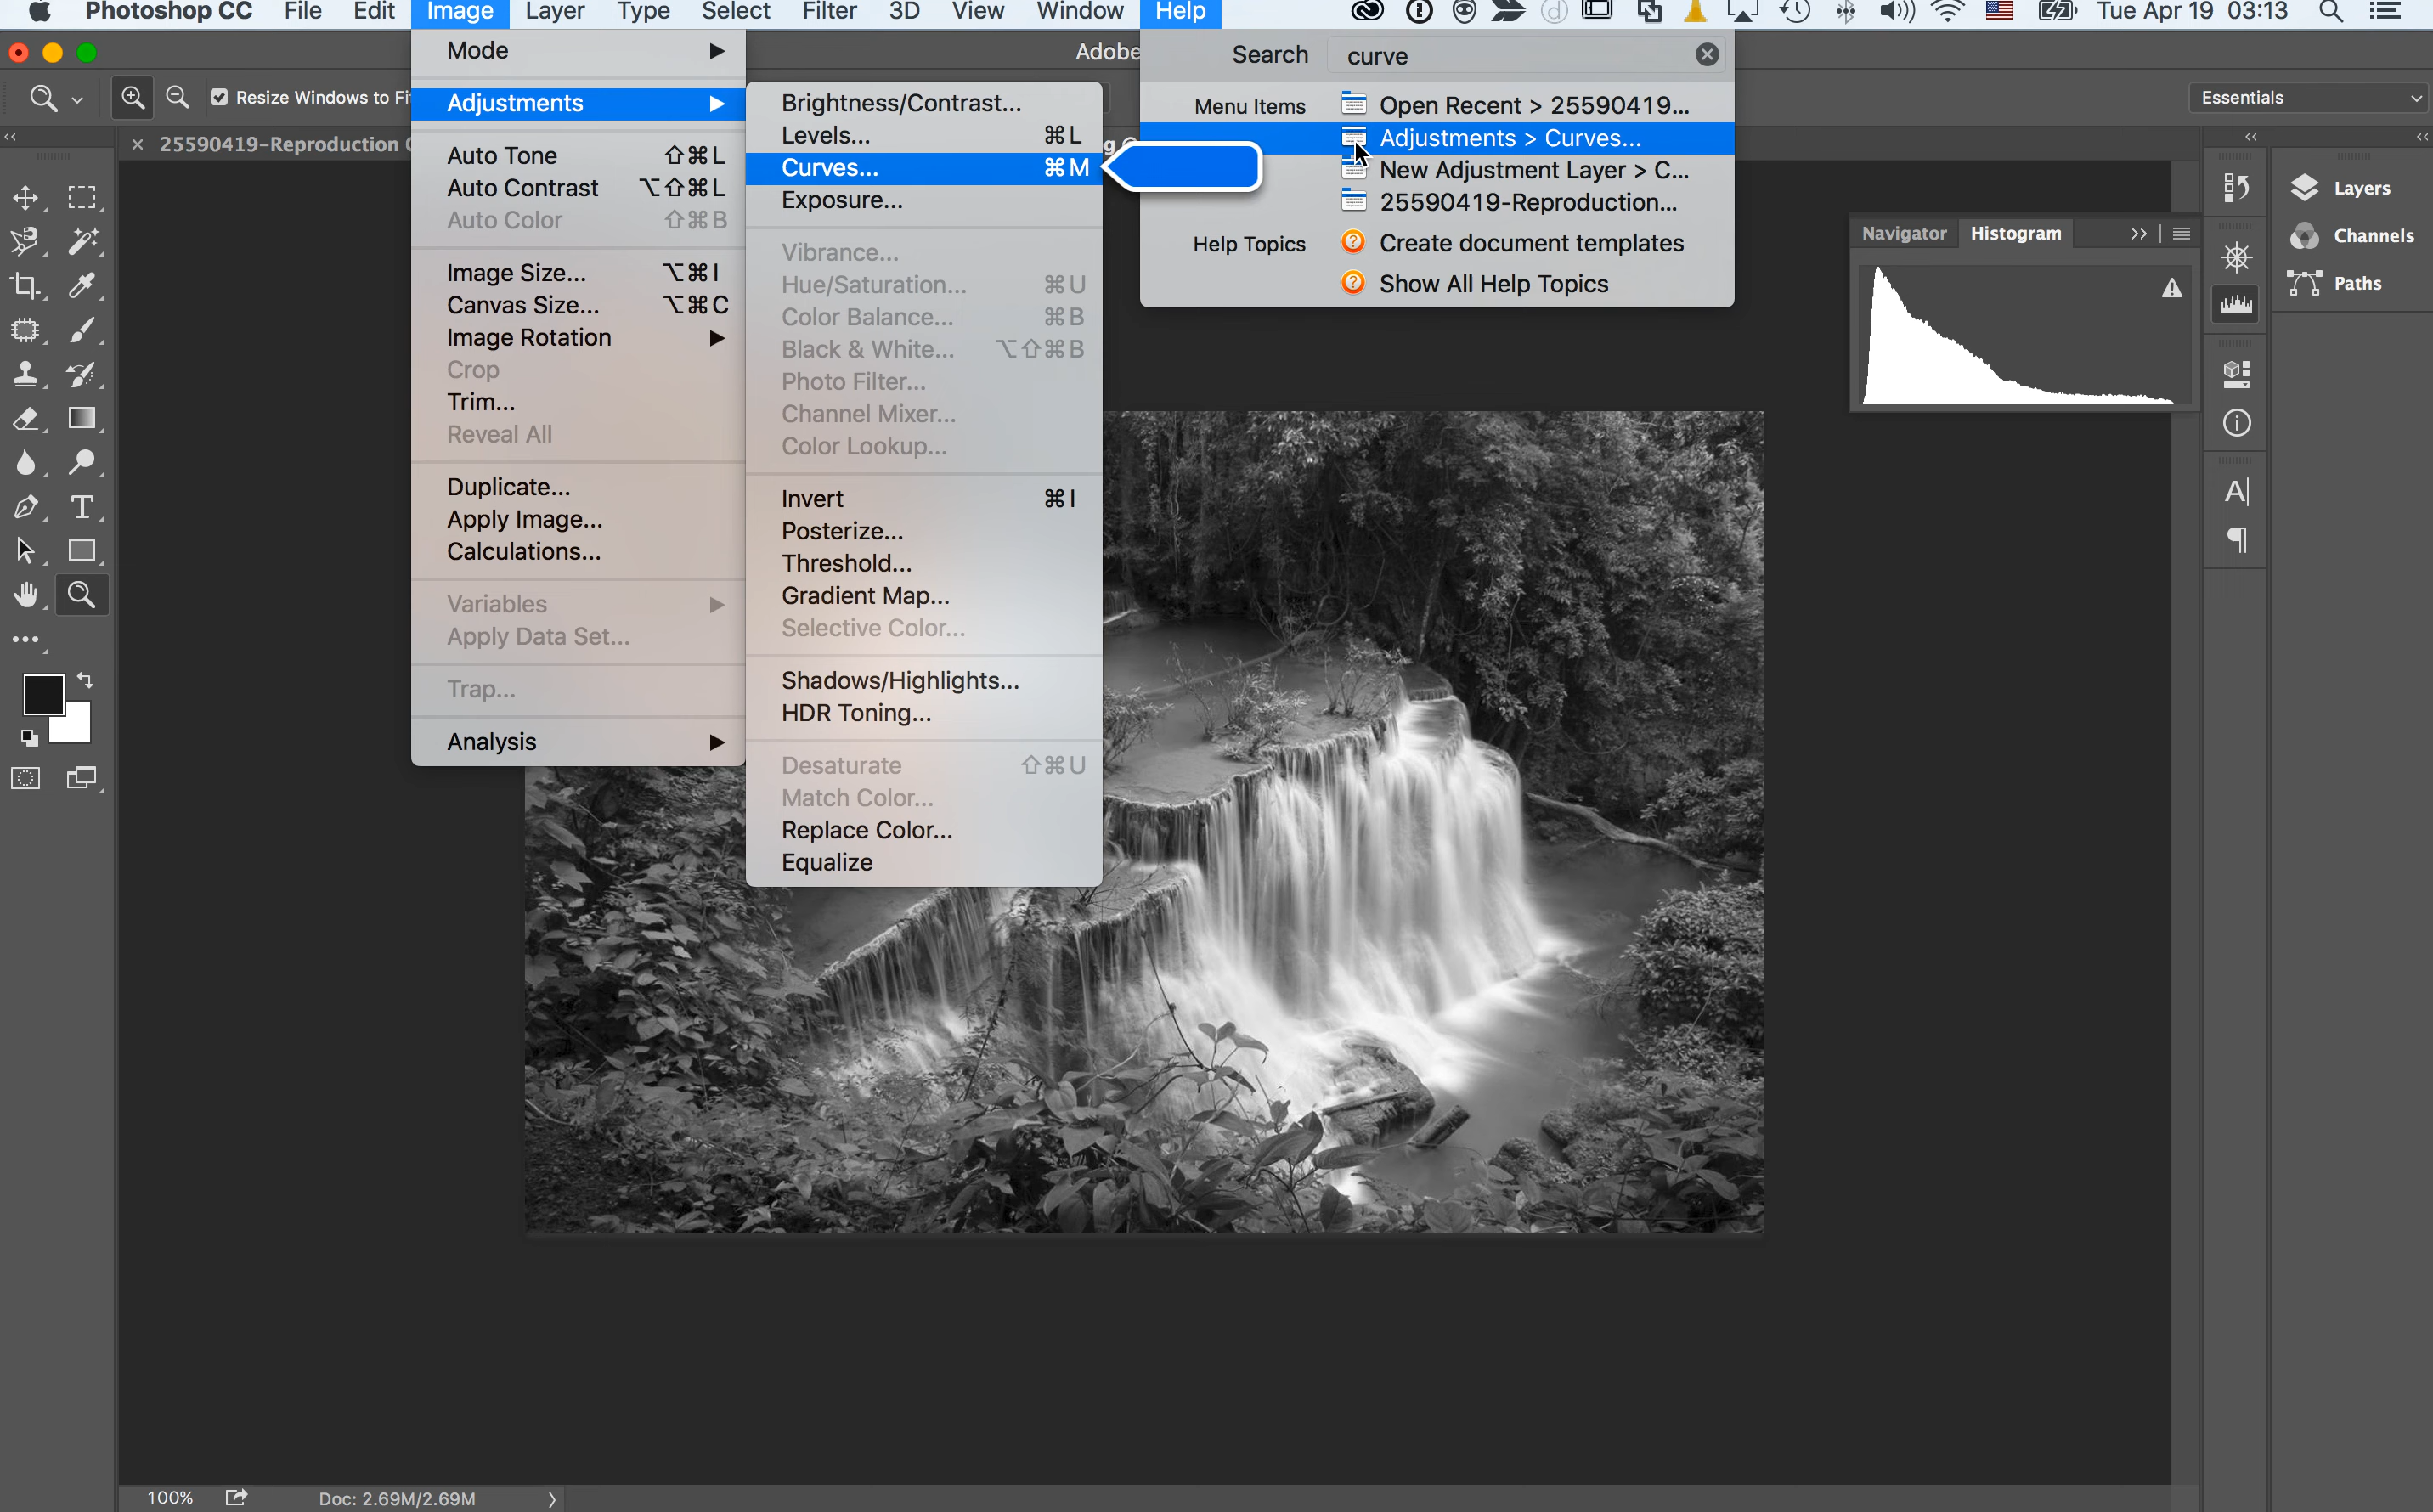 Photoshop CC File Edit Image Layer Type Select Filter 3D View Window Help Tue Apr 19 03:13
Adobe
Resize Windows to Fi
Essentials
25590419-Reproduction
Mode
Adjustments
Auto Tone ⇧⌘L
Auto Contrast ⌥⇧⌘L
Auto Color ⇧⌘B
Image Size... ⌥⌘I
Canvas Size... ⌥⌘C
Image Rotation
Crop
Trim...
Reveal All
Duplicate...
Apply Image...
Calculations...
Variables
Apply Data Set...
Trap...
Analysis
Brightness/Contrast...
Levels... ⌘L
Curves... ⌘M
Exposure...
Vibrance...
Hue/Saturation... ⌘U
Color Balance... ⌘B
Black & White... ⌥⇧⌘B
Photo Filter...
Channel Mixer...
Color Lookup...
Invert ⌘I
Posterize...
Threshold...
Gradient Map...
Selective Color...
Shadows/Highlights...
HDR Toning...
Desaturate ⇧⌘U
Match Color...
Replace Color...
Equalize
Search curve
Menu Items Open Recent > 25590419...
Adjustments > Curves...
New Adjustment Layer > C...
25590419-Reproduction...
Help Topics Create document templates
Show All Help Topics
Navigator Histogram
Layers
Channels
Paths
100% Doc: 2.69M/2.69M